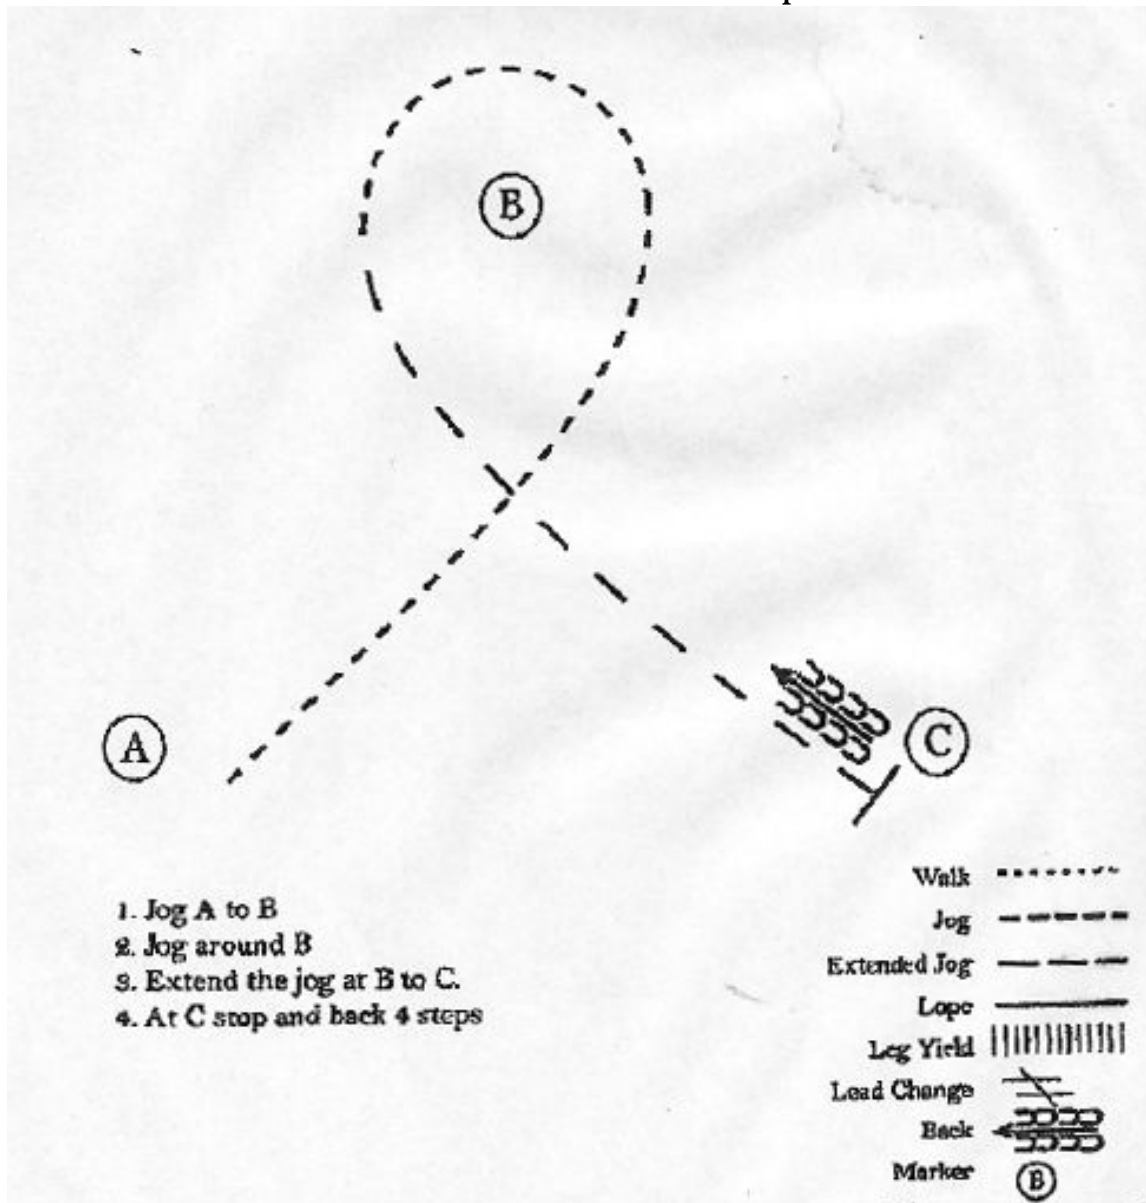 B
A
C
1. Jog A to B
2. Jog around B
3. Extend the jog at B to C.
4. At C stop and back 4 steps
Walk
Jog
Extended Jog
Lope
Leg Yield
Lead Change
Back
Marker B